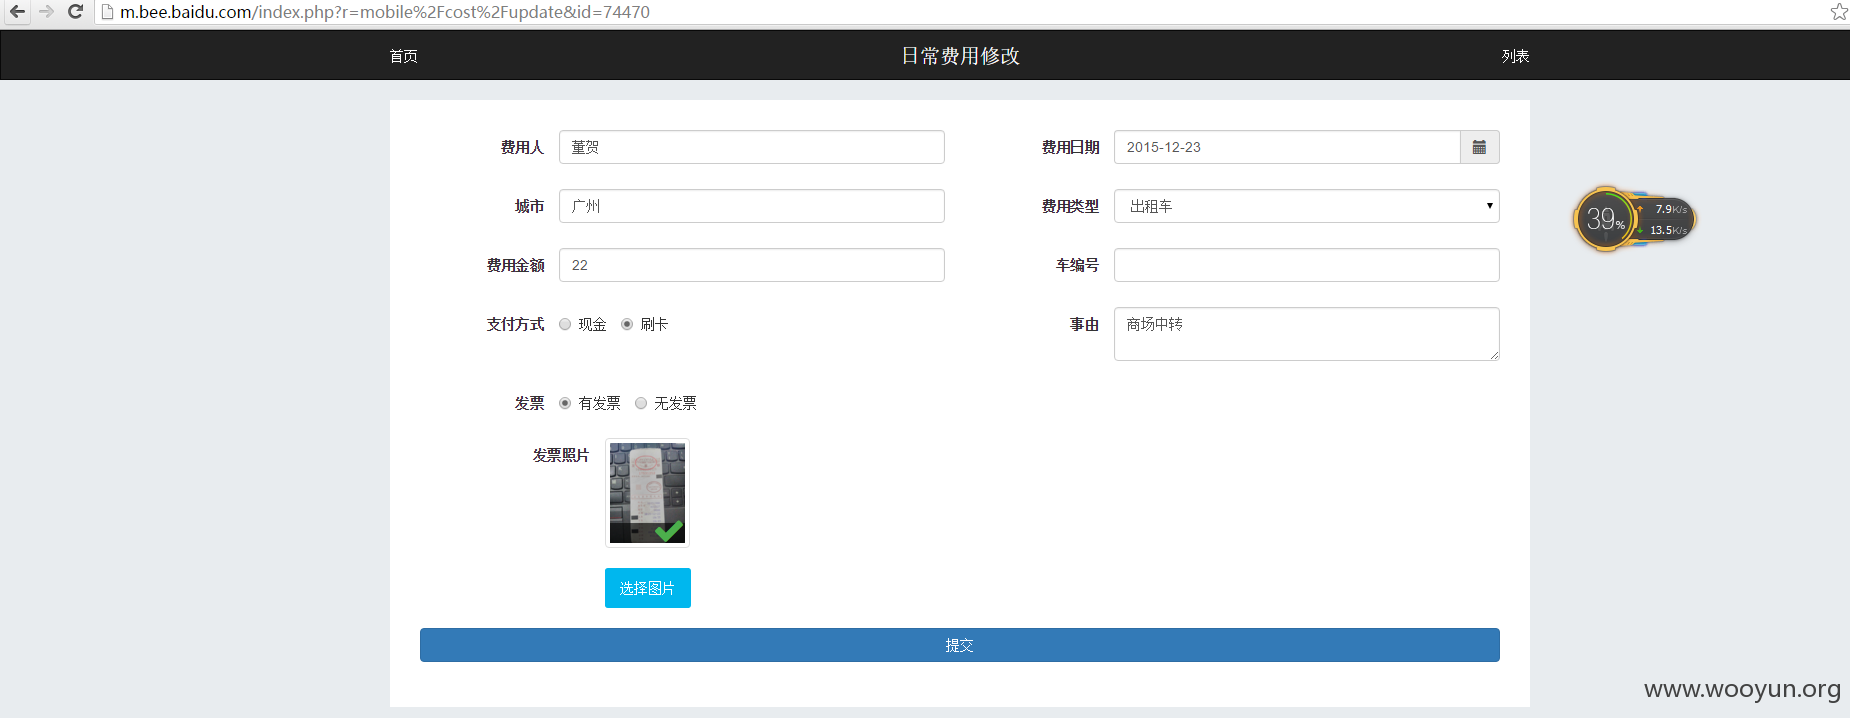 m.bee.baidu.com/index.php?r=mobile%2Fcost%2Fupdate&id=74470
首页 日常费用修改 列表
费用人 董贺 费用日期 2015-12-23
城市 广州 费用类型 出租车
费用金额 22 车编号
支付方式 现金 刷卡 事由 商场中转
发票 有发票 无发票
发票照片
选择图片
提交
39%
7.9K/s
13.5K/s
www.wooyun.org